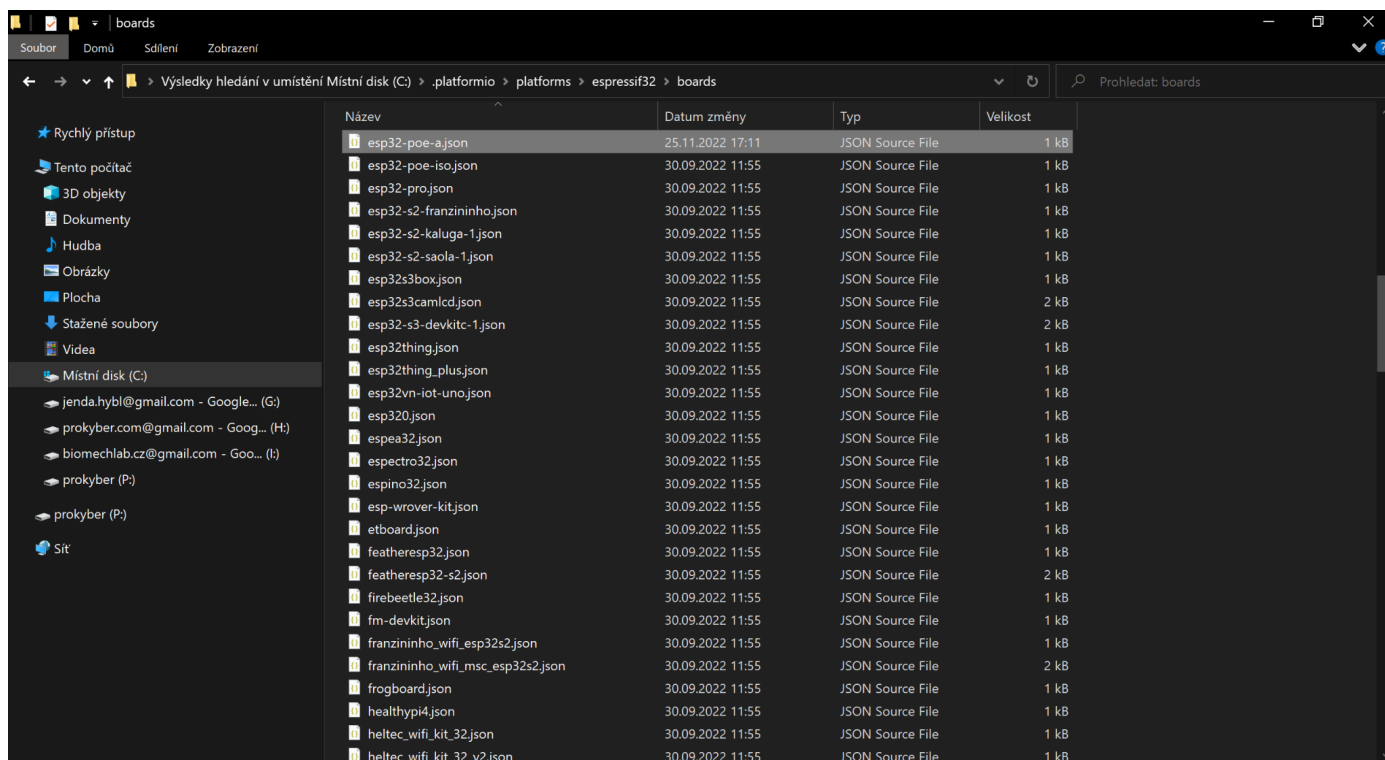 boards
Soubor Domů Sdílení Zobrazení
Výsledky hledání v umístění Místní disk (C:) > .platformio > platforms > espressif32 > boards Prohledat: boards
Název Datum změny Typ Velikost
Rychlý přístup
Tento počítač
3D objekty
Dokumenty
Hudba
Obrázky
Plocha
Stažené soubory
Videa
Místní disk (C:)
jenda.hybl@gmail.com - Google... (G:)
prokyber.com@gmail.com - Goog... (H:)
biomechlab.cz@gmail.com - Goo... (I:)
prokyber (P:)
prokyber (P:)
Síť
esp32-poe-a.json 25.11.2022 17:11 JSON Source File 1 kB
esp32-poe-iso.json 30.09.2022 11:55 JSON Source File 1 kB
esp32-pro.json 30.09.2022 11:55 JSON Source File 1 kB
esp32-s2-franzininho.json 30.09.2022 11:55 JSON Source File 1 kB
esp32-s2-kaluga-1.json 30.09.2022 11:55 JSON Source File 1 kB
esp32-s2-saola-1.json 30.09.2022 11:55 JSON Source File 1 kB
esp32s3box.json 30.09.2022 11:55 JSON Source File 1 kB
esp32s3camlcd.json 30.09.2022 11:55 JSON Source File 2 kB
esp32-s3-devkitc-1.json 30.09.2022 11:55 JSON Source File 2 kB
esp32thing.json 30.09.2022 11:55 JSON Source File 1 kB
esp32thing_plus.json 30.09.2022 11:55 JSON Source File 1 kB
esp32vn-iot-uno.json 30.09.2022 11:55 JSON Source File 1 kB
esp320.json 30.09.2022 11:55 JSON Source File 1 kB
espea32.json 30.09.2022 11:55 JSON Source File 1 kB
espectro32.json 30.09.2022 11:55 JSON Source File 1 kB
espino32.json 30.09.2022 11:55 JSON Source File 1 kB
esp-wrover-kit.json 30.09.2022 11:55 JSON Source File 1 kB
etboard.json 30.09.2022 11:55 JSON Source File 1 kB
featheresp32.json 30.09.2022 11:55 JSON Source File 1 kB
featheresp32-s2.json 30.09.2022 11:55 JSON Source File 2 kB
firebeetle32.json 30.09.2022 11:55 JSON Source File 1 kB
fm-devkit.json 30.09.2022 11:55 JSON Source File 1 kB
franzininho_wifi_esp32s2.json 30.09.2022 11:55 JSON Source File 1 kB
franzininho_wifi_msc_esp32s2.json 30.09.2022 11:55 JSON Source File 2 kB
frogboard.json 30.09.2022 11:55 JSON Source File 1 kB
healthypi4.json 30.09.2022 11:55 JSON Source File 1 kB
heltec_wifi_kit_32.json 30.09.2022 11:55 JSON Source File 1 kB
heltec_wifi_kit_32_v2.json 30.09.2022 11:55 JSON Source File 1 kB